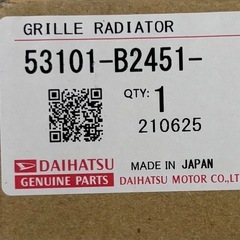 GRILLE RADIATOR
53101-B2451-
QTY: 1
210625
DAIHATSU MADE IN JAPAN
GENUINE PARTS DAIHATSU MOTOR CO.,LT